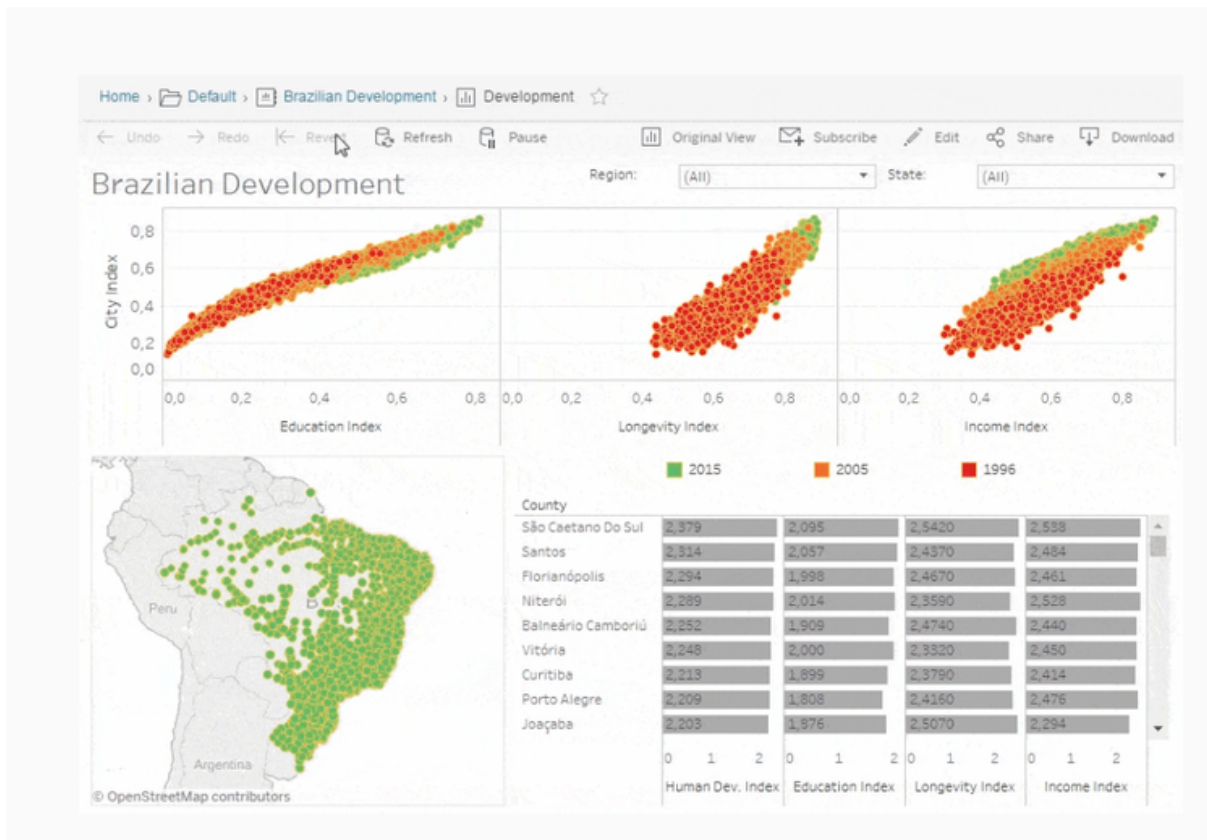 Home › Default › Brazilian Development › Development
Undo Redo Revert Refresh Pause Original View Subscribe Edit Share Download
Brazilian Development
Region: (All) State: (All)
City Index
0,8
0,6
0,4
0,2
0,0
0,0 0,2 0,4 0,6 0,8 0,0 0,2 0,4 0,6 0,8 0,0 0,2 0,4 0,6 0,8
Education Index Longevity Index Income Index
2015 2005 1996
County
São Caetano Do Sul 2,379 2,095 2,5420 2,538
Santos 2,314 2,057 2,4370 2,484
Florianópolis 2,294 1,998 2,4670 2,461
Niterói 2,289 2,014 2,3590 2,528
Balneário Camboriú 2,252 1,909 2,4740 2,440
Vitória 2,248 2,000 2,3320 2,450
Curitiba 2,213 1,899 2,3790 2,414
Porto Alegre 2,209 1,808 2,4160 2,476
Joaçaba 2,203 1,876 2,5070 2,294
0 1 2 0 1 2 0 1 2 0 1 2
Human Dev. Index Education Index Longevity Index Income Index
Peru
B
Argentina
© OpenStreetMap contributors